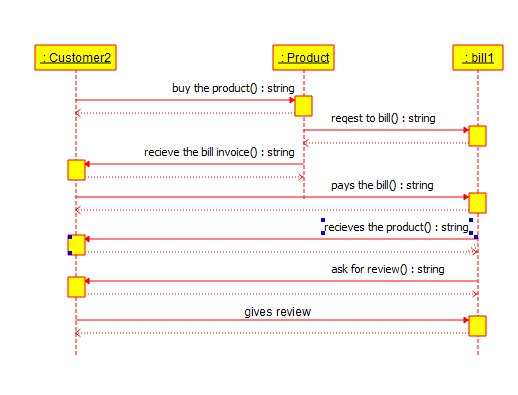 : Customer2
: Product
: bill1
buy the product() : string
reqest to bill() : string
recieve the bill invoice() : string
pays the bill() : string
recieves the product() : string
ask for review() : string
gives review